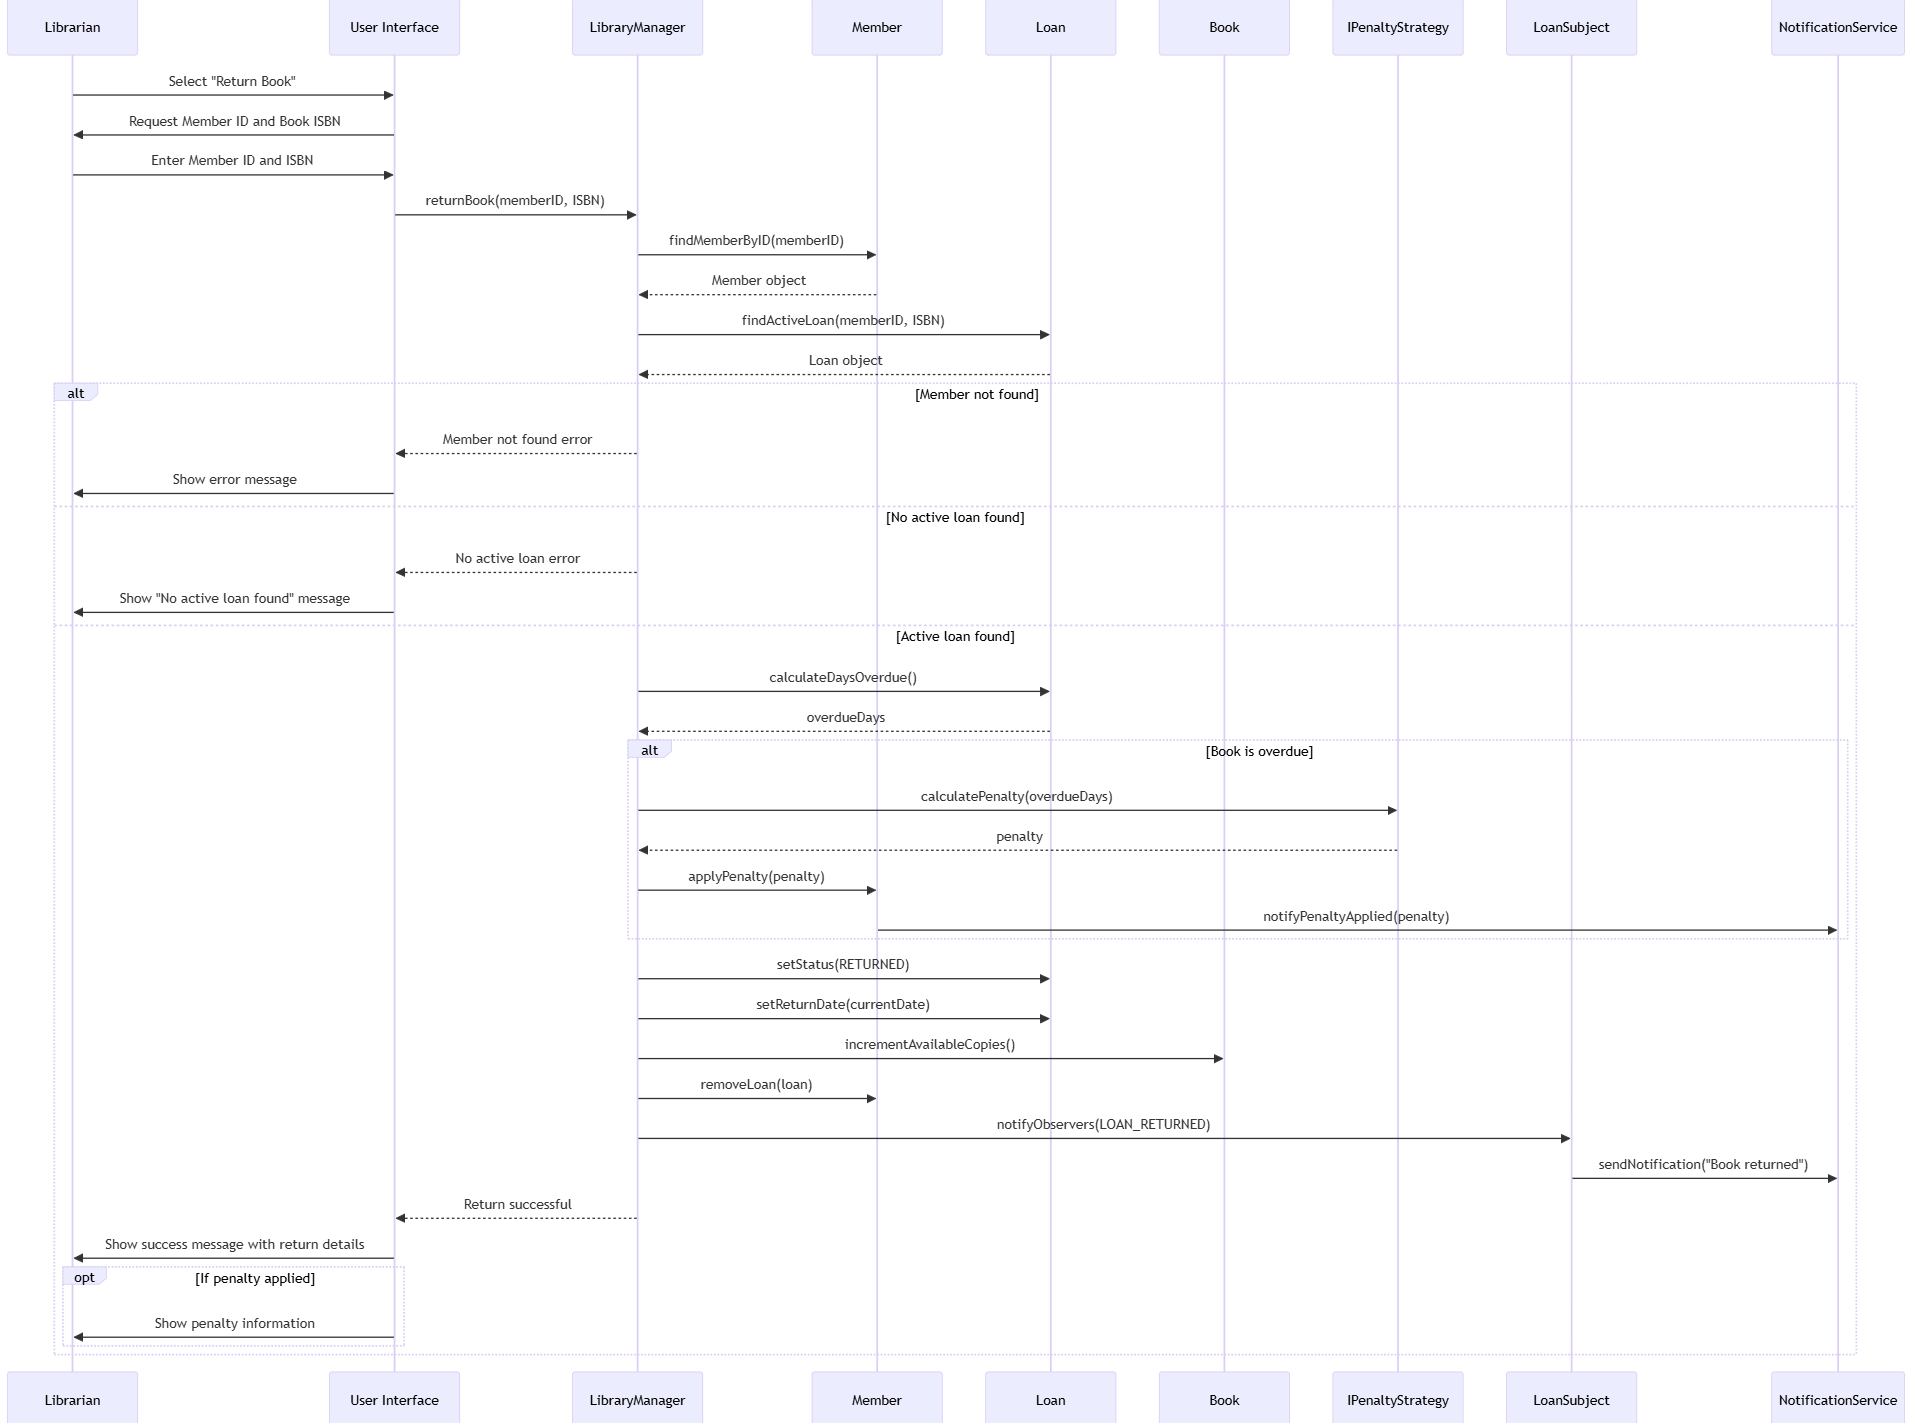 Librarian
User Interface
LibraryManager
Member
Loan
Book
IPenaltyStrategy
LoanSubject
NotificationService
Select "Return Book"
Request Member ID and Book ISBN
Enter Member ID and ISBN
returnBook(memberID, ISBN)
findMemberByID(memberID)
Member object
findActiveLoan(memberID, ISBN)
Loan object
alt
[Member not found]
Member not found error
Show error message
[No active loan found]
No active loan error
Show "No active loan found" message
[Active loan found]
calculateDaysOverdue()
overdueDays
alt
[Book is overdue]
calculatePenalty(overdueDays)
penalty
applyPenalty(penalty)
notifyPenaltyApplied(penalty)
setStatus(RETURNED)
setReturnDate(currentDate)
incrementAvailableCopies()
removeLoan(loan)
notifyObservers(LOAN_RETURNED)
sendNotification("Book returned")
Return successful
Show success message with return details
opt
[If penalty applied]
Show penalty information
Librarian
User Interface
LibraryManager
Member
Loan
Book
IPenaltyStrategy
LoanSubject
NotificationService